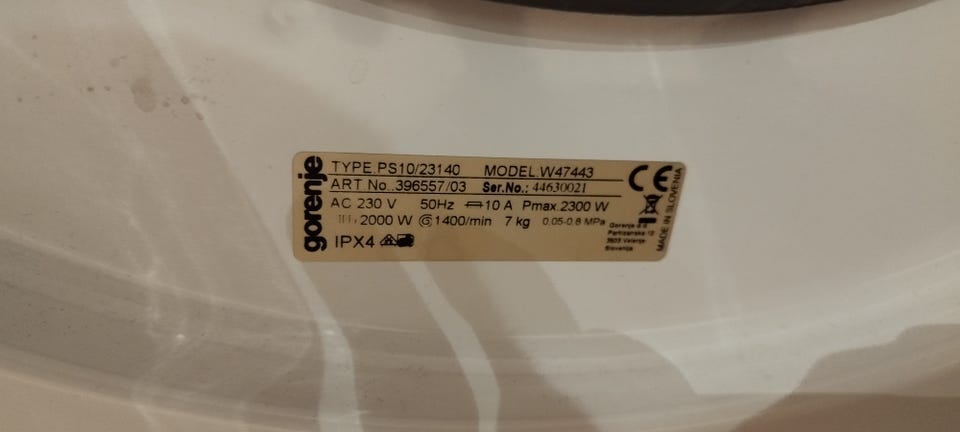 gorenje
TYPE.PS10/23140 MODEL.W47443
ART No..396557/03 Ser.No.: 44630021
AC 230 V 50Hz 10 A Pmax.2300 W
2000 W 1400/min 7 kg 0.05-0.8 MPa
IPX4
CE
Gorenje d.d.
Partizanska 12
3503 Velenje
Slovenija
MADE IN SLOVENIA